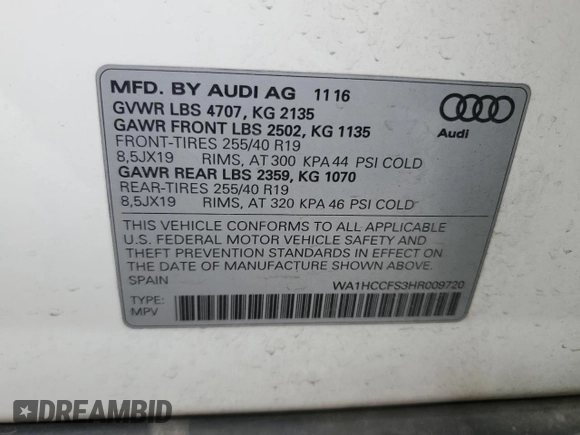 MFD. BY AUDI AG 11 16
GVWR LBS 4707, KG 2135
GAWR FRONT LBS 2502, KG 1135
FRONT-TIRES 255/40 R19
8,5JX19 RIMS, AT 300 KPA 44 PSI COLD
GAWR REAR LBS 2359, KG 1070
REAR-TIRES 255/40 R19
8,5JX19 RIMS, AT 320 KPA 46 PSI COLD
Audi
THIS VEHICLE CONFORMS TO ALL APPLICABLE
U.S. FEDERAL MOTOR VEHICLE SAFETY AND
THEFT PREVENTION STANDARDS IN EFFECT ON
THE DATE OF MANUFACTURE SHOWN ABOVE.
SPAIN WA1HCCFS3HR009720
TYPE:
MPV
DREAMBID